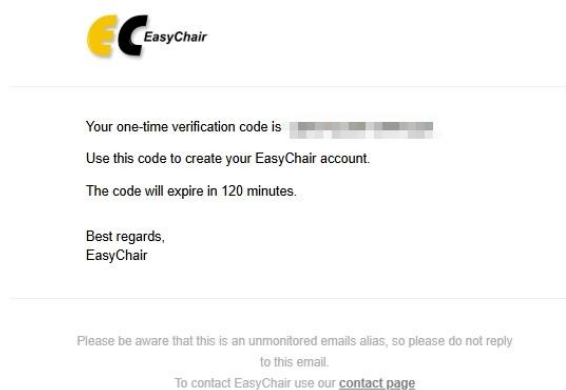 EC EasyChair
Your one-time verification code is
Use this code to create your EasyChair account.
The code will expire in 120 minutes.
Best regards,
EasyChair
Please be aware that this is an unmonitored emails alias, so please do not reply
to this email.
To contact EasyChair use our contact page